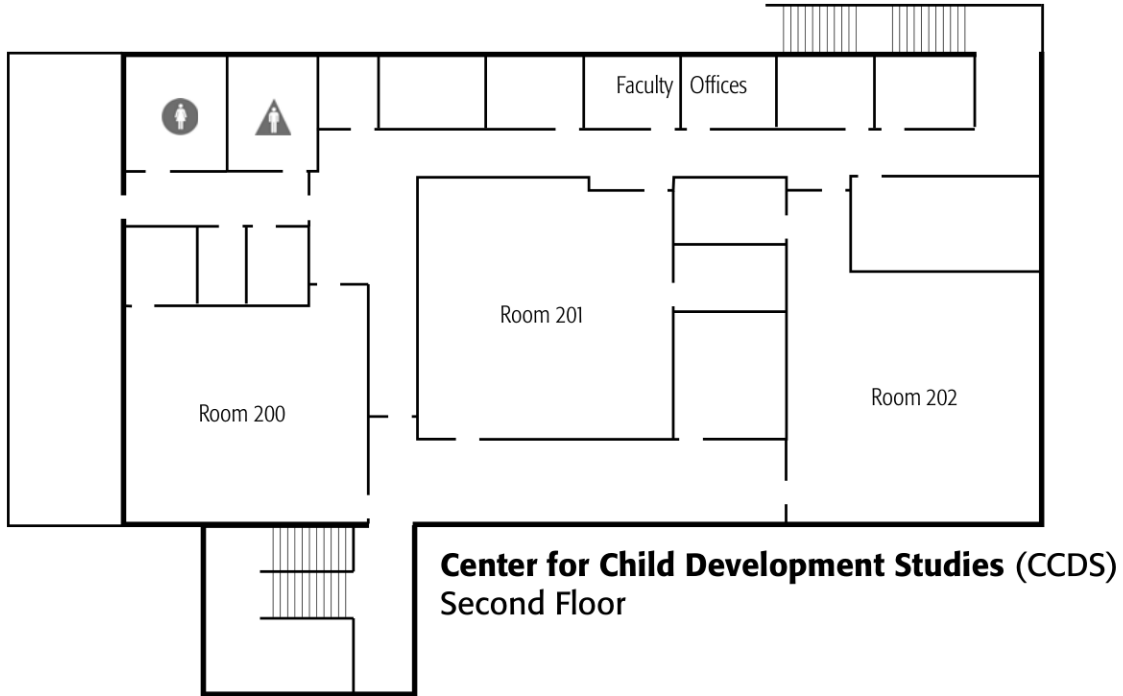 Faculty Offices
Room 201
Room 202
Room 200
Center for Child Development Studies (CCDS)
Second Floor